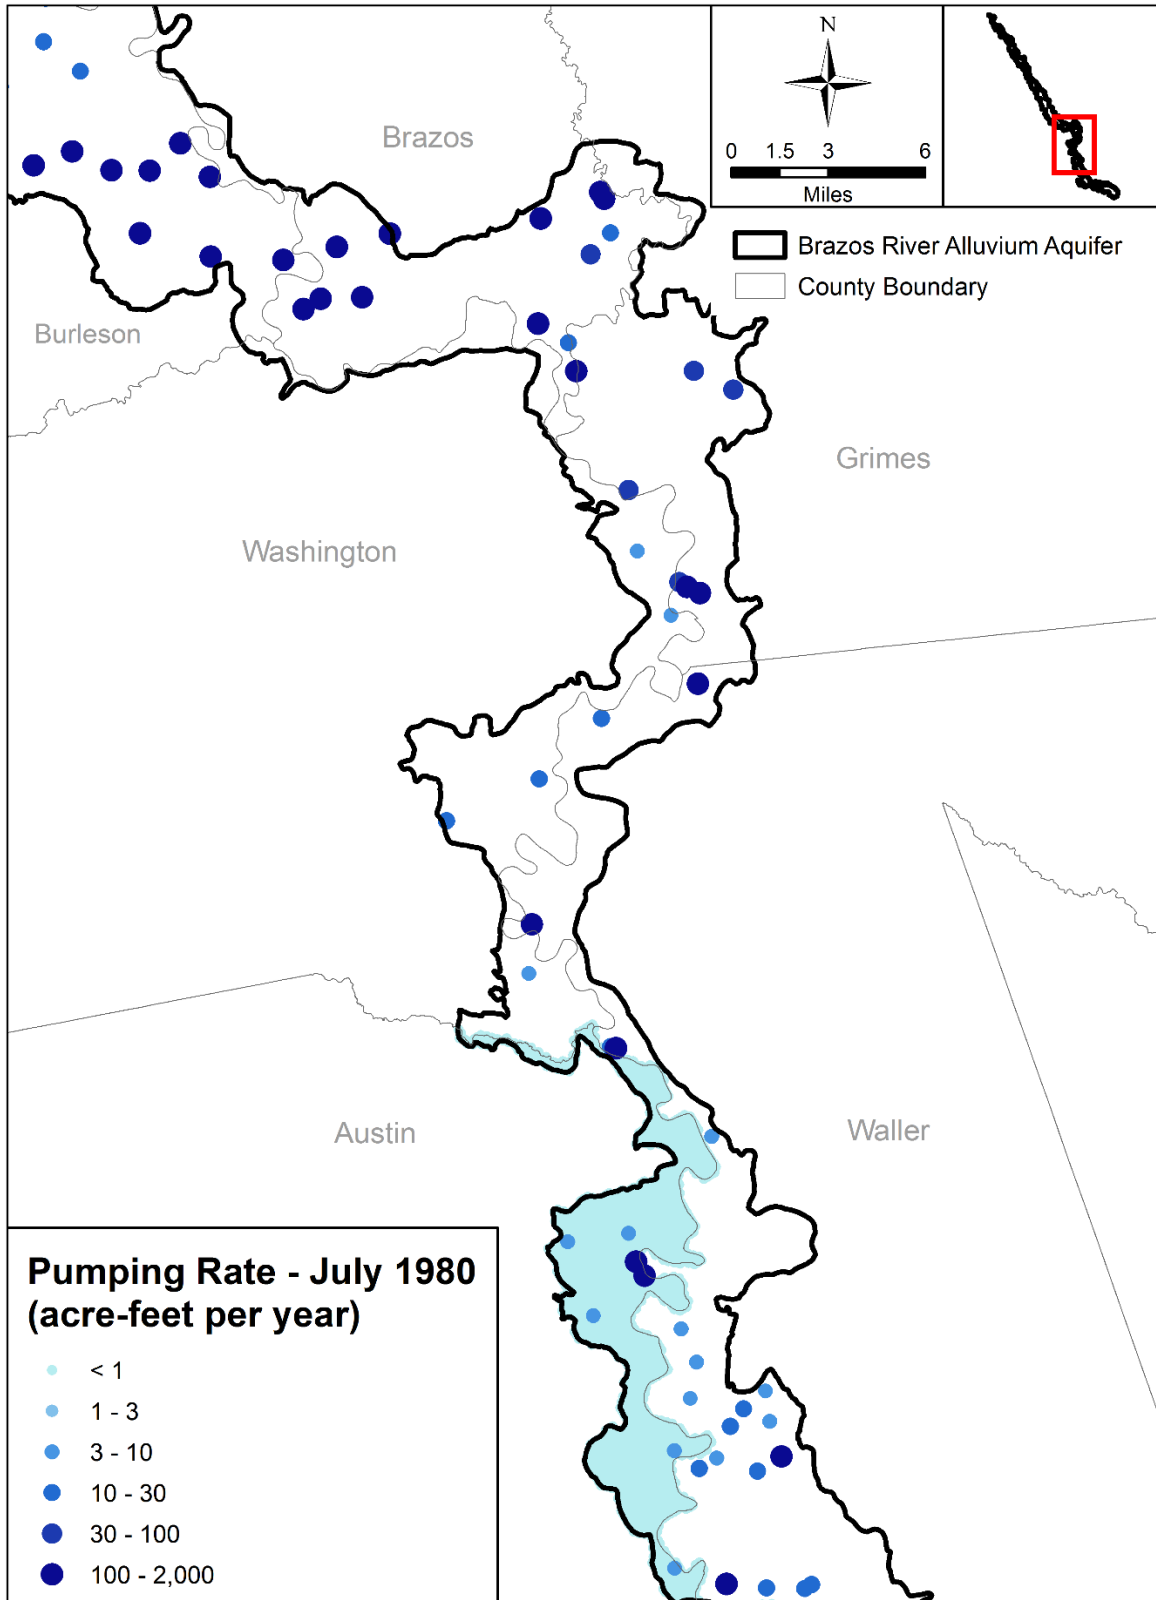 N
0 1.5 3 6
Miles
Brazos River Alluvium Aquifer
County Boundary
Brazos
Burleson
Grimes
Washington
Austin
Waller
Pumping Rate - July 1980
(acre-feet per year)
< 1
1 - 3
3 - 10
10 - 30
30 - 100
100 - 2,000